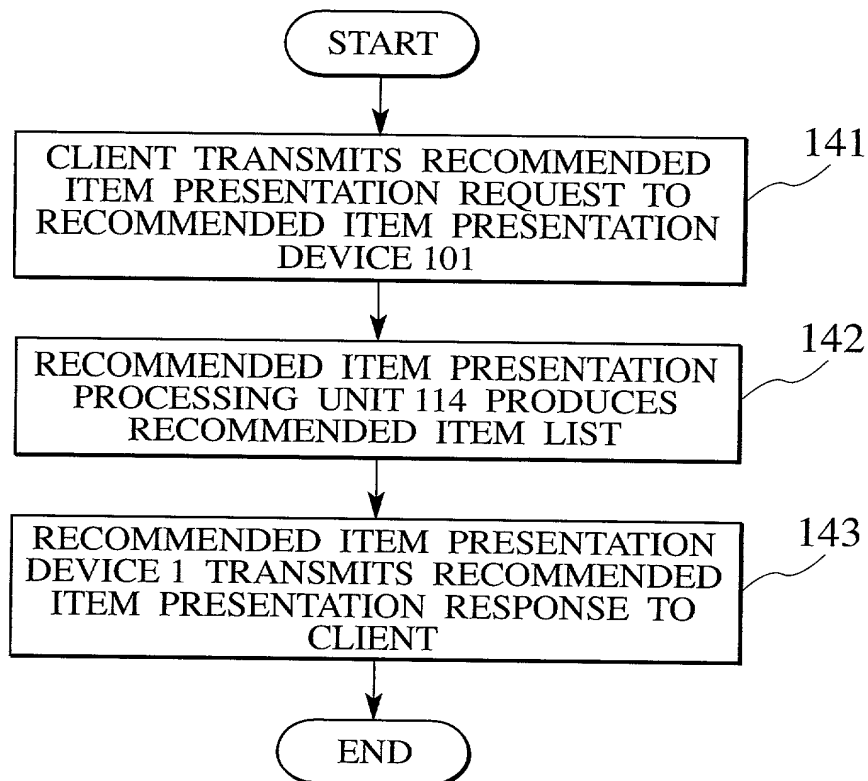 START
141
CLIENT TRANSMITS RECOMMENDED
ITEM PRESENTATION REQUEST TO
RECOMMENDED ITEM PRESENTATION
DEVICE 101
142
RECOMMENDED ITEM PRESENTATION
PROCESSING UNIT 114 PRODUCES
RECOMMENDED ITEM LIST
143
RECOMMENDED ITEM PRESENTATION
DEVICE 1 TRANSMITS RECOMMENDED
ITEM PRESENTATION RESPONSE TO
CLIENT
END